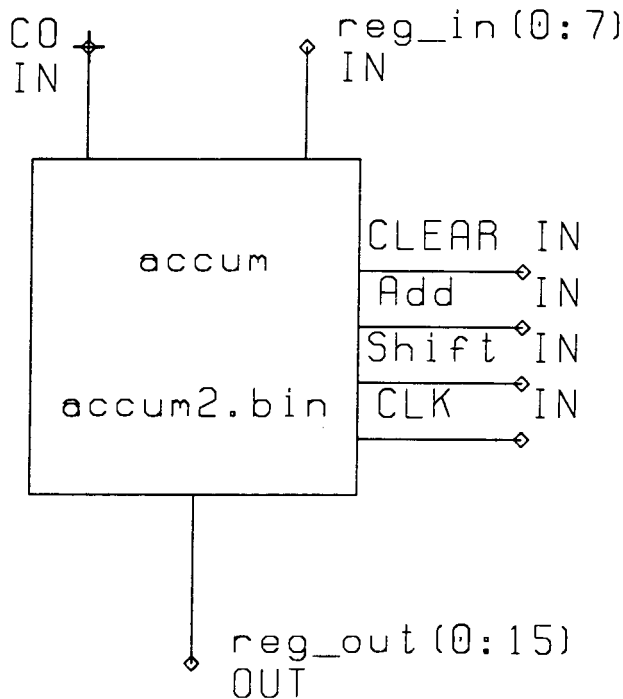 CO
IN
reg_in(0:7)
IN
CLEAR IN
accum
Add IN
Shift IN
accum2.bin
CLK IN
reg_out(0:15)
OUT